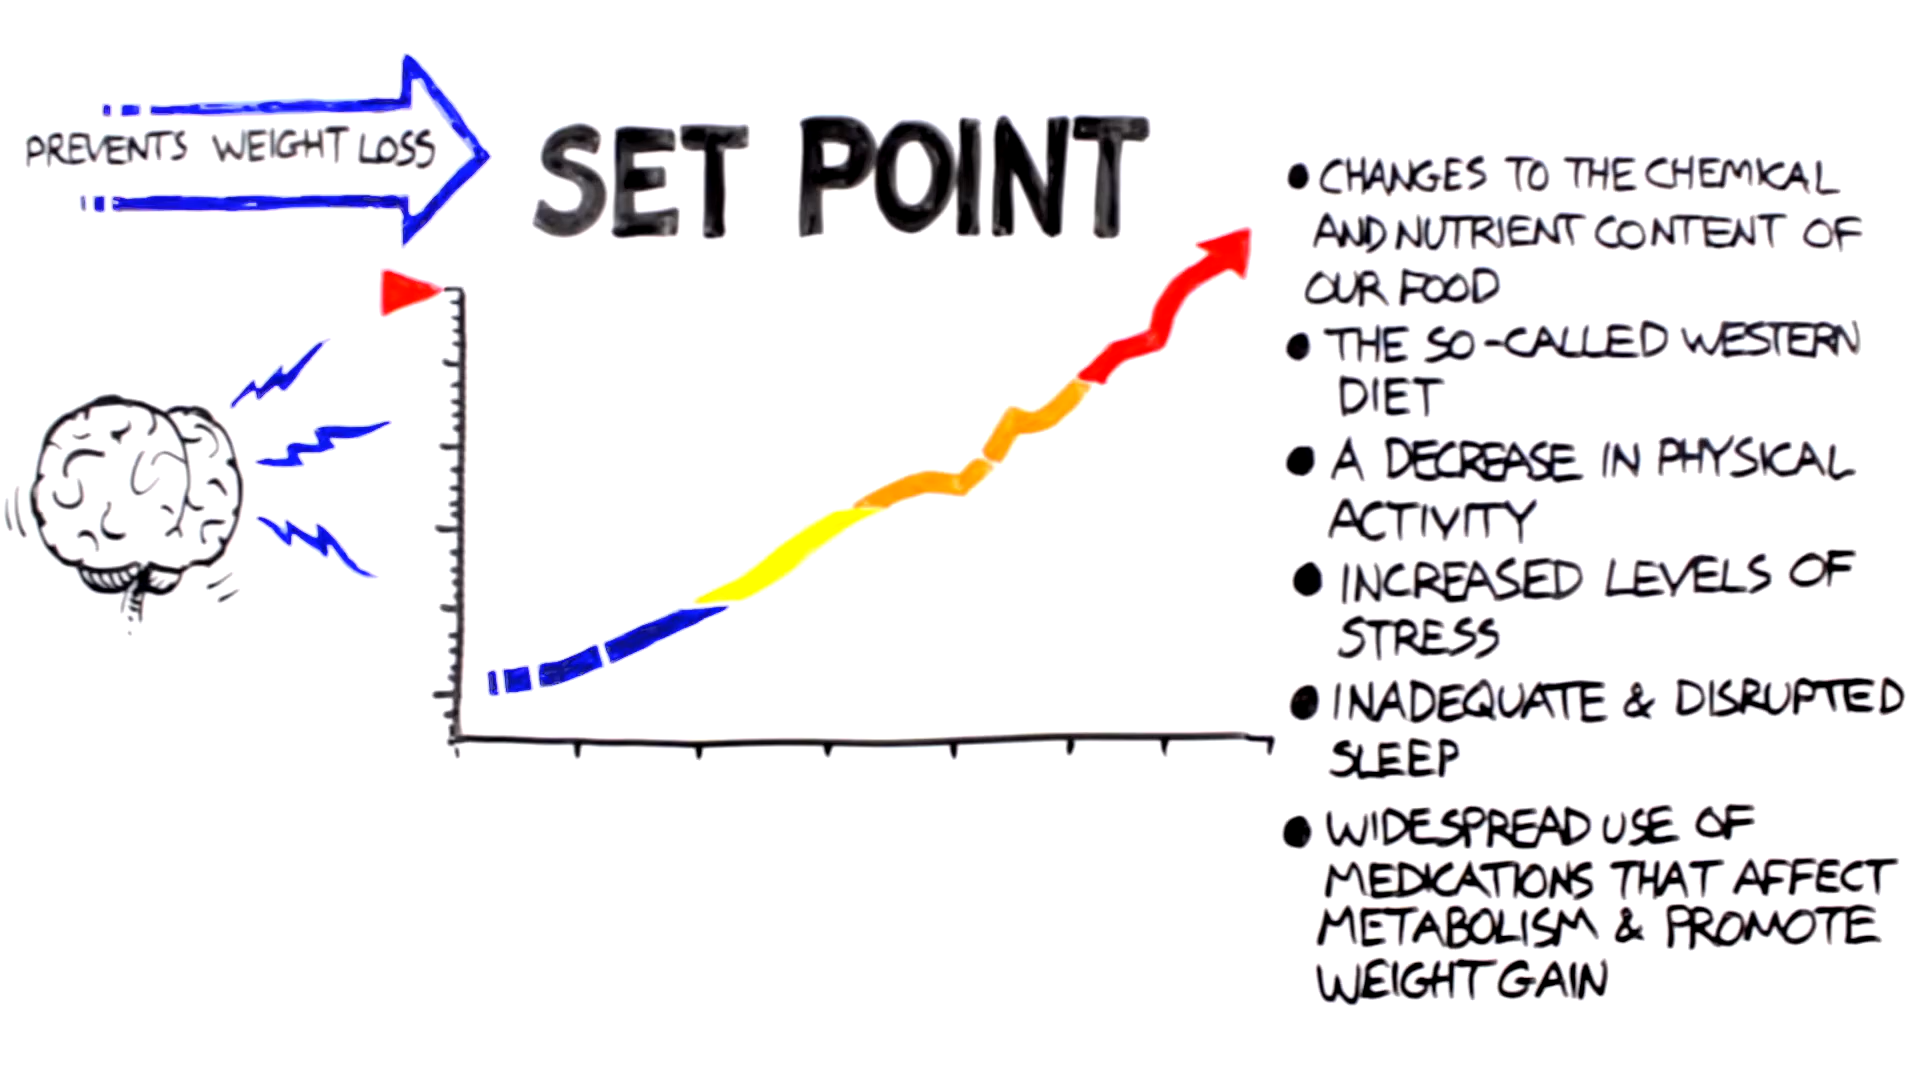 PREVENTS WEIGHT LOSS
SET POINT
• CHANGES TO THE CHEMICAL
AND NUTRIENT CONTENT OF
OUR FOOD
• THE SO-CALLED WESTERN
DIET
• A DECREASE IN PHYSICAL
ACTIVITY
• INCREASED LEVELS OF
STRESS
• INADEQUATE & DISRUPTED
SLEEP
• WIDESPREAD USE OF
MEDICATIONS THAT AFFECT
METABOLISM & PROMOTE
WEIGHT GAIN